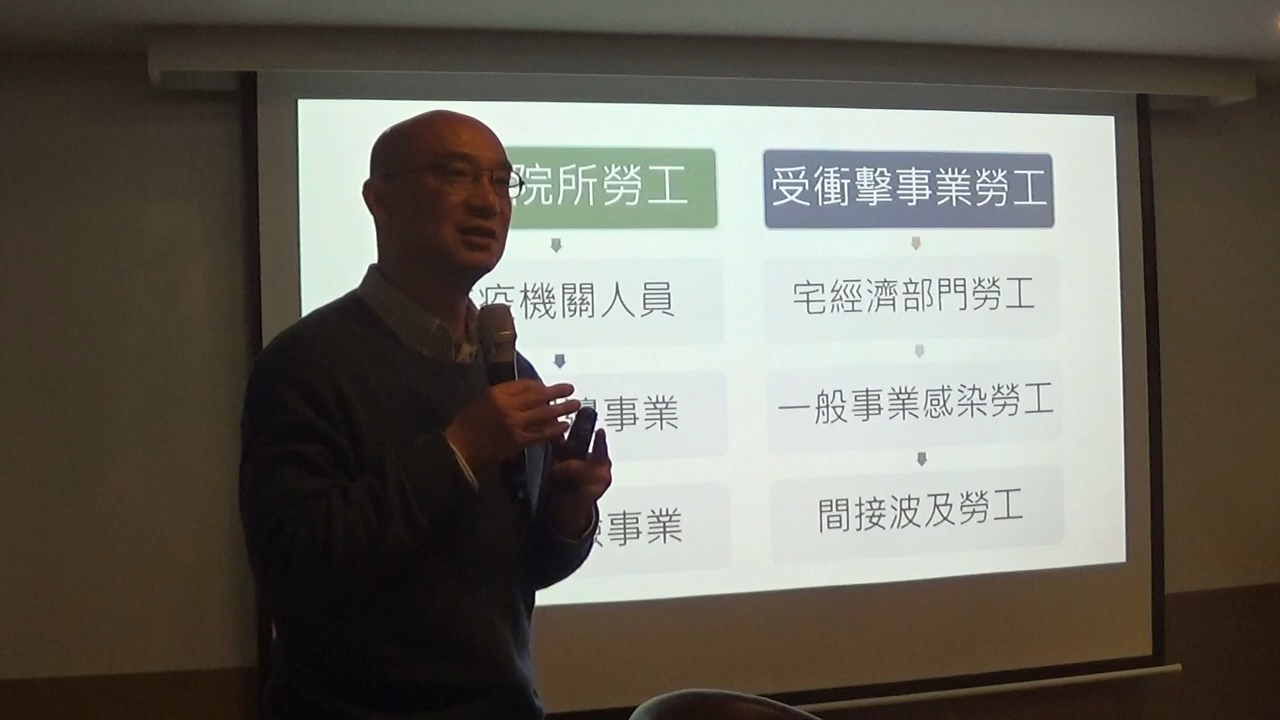 院所勞工
疫機關人員
事業
事業
受衝擊事業勞工
宅經濟部門勞工
一般事業感染勞工
間接波及勞工